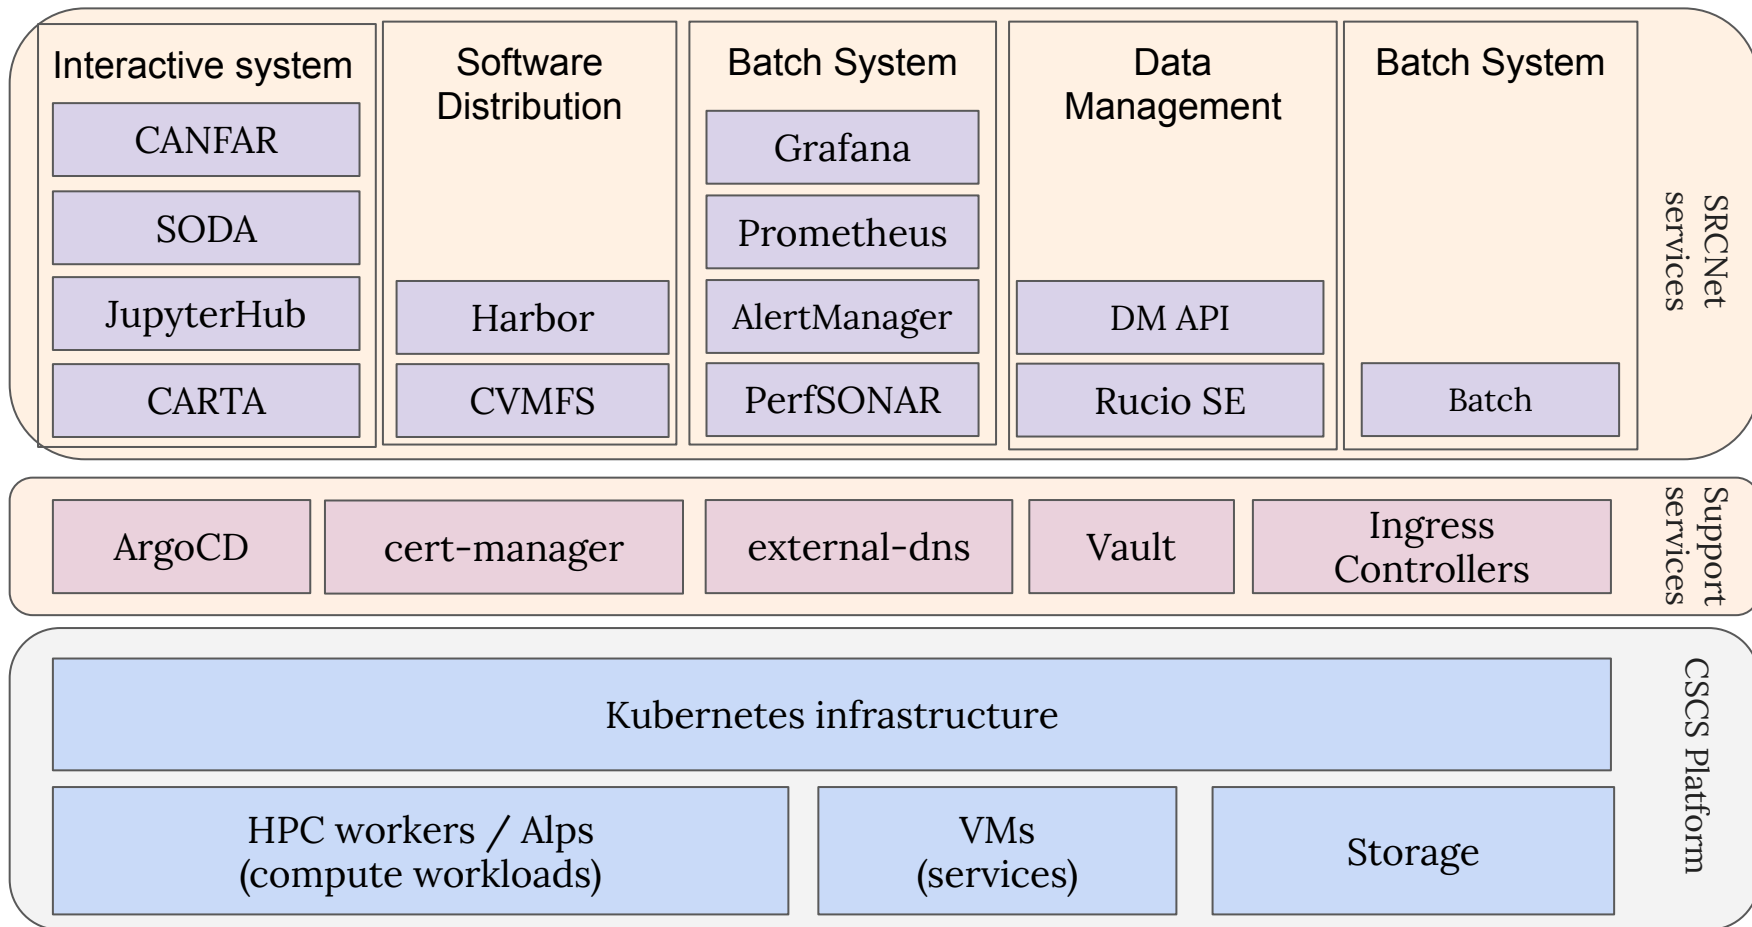 Interactive system
CANFAR
SODA
JupyterHub
CARTA
Software
Distribution
Harbor
CVMFS
Batch System
Grafana
Prometheus
AlertManager
PerfSONAR
Data
Management
DM API
Rucio SE
Batch System
Batch
SRCNet
services
ArgoCD
cert-manager
external-dns
Vault
Ingress
Controllers
Support
services
Kubernetes infrastructure
HPC workers / Alps
(compute workloads)
VMs
(services)
Storage
CSCS Platform